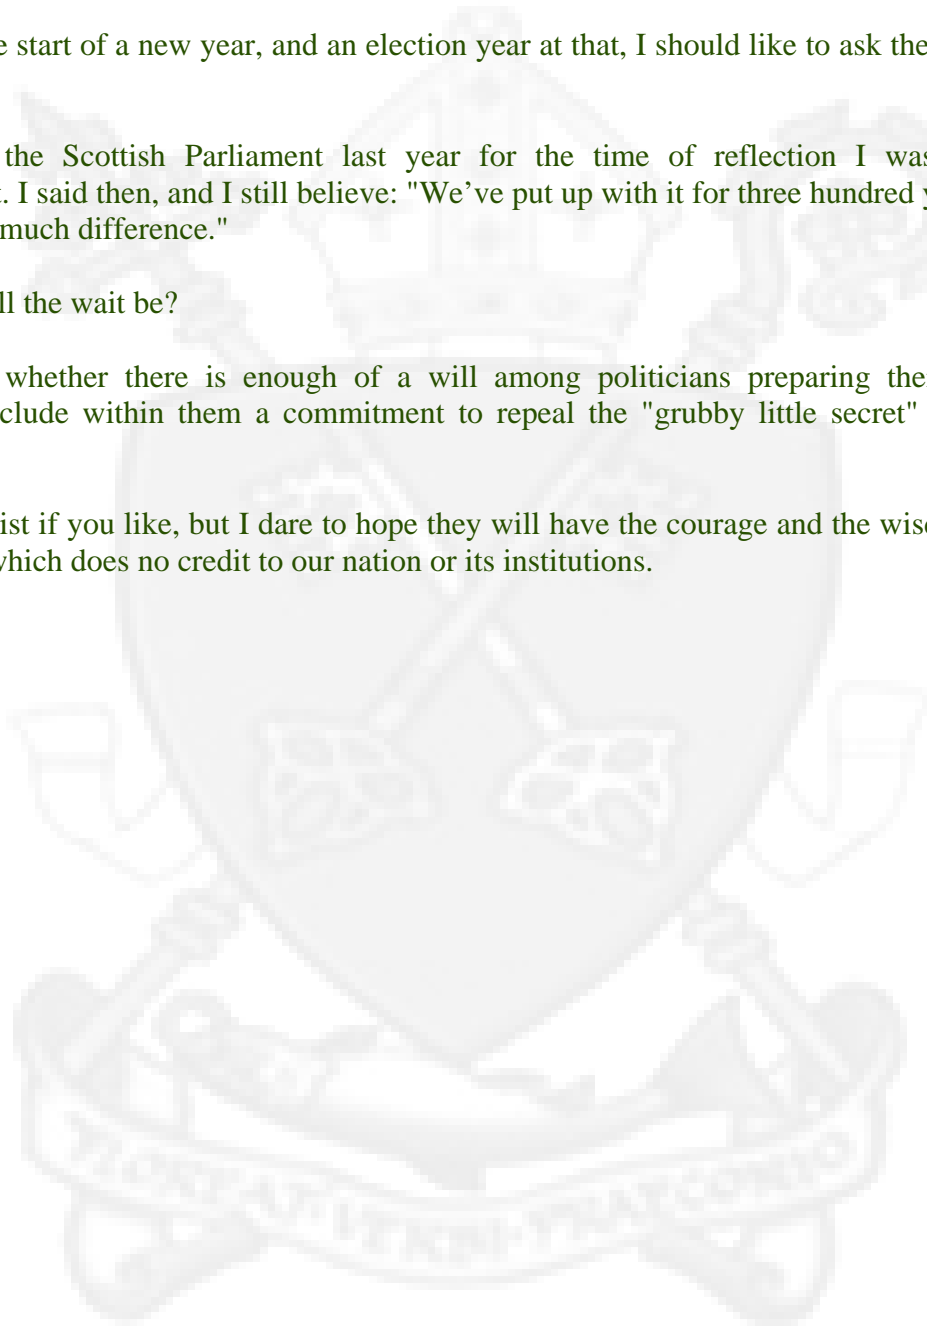 e start of a new year, and an election year at that, I should like to ask the
the Scottish Parliament last year for the time of reflection I was
t. I said then, and I still believe: "We've put up with it for three hundred y
much difference."
ll the wait be?
whether there is enough of a will among politicians preparing thei
clude within them a commitment to repeal the "grubby little secret"
ist if you like, but I dare to hope they will have the courage and the wisd
which does no credit to our nation or its institutions.